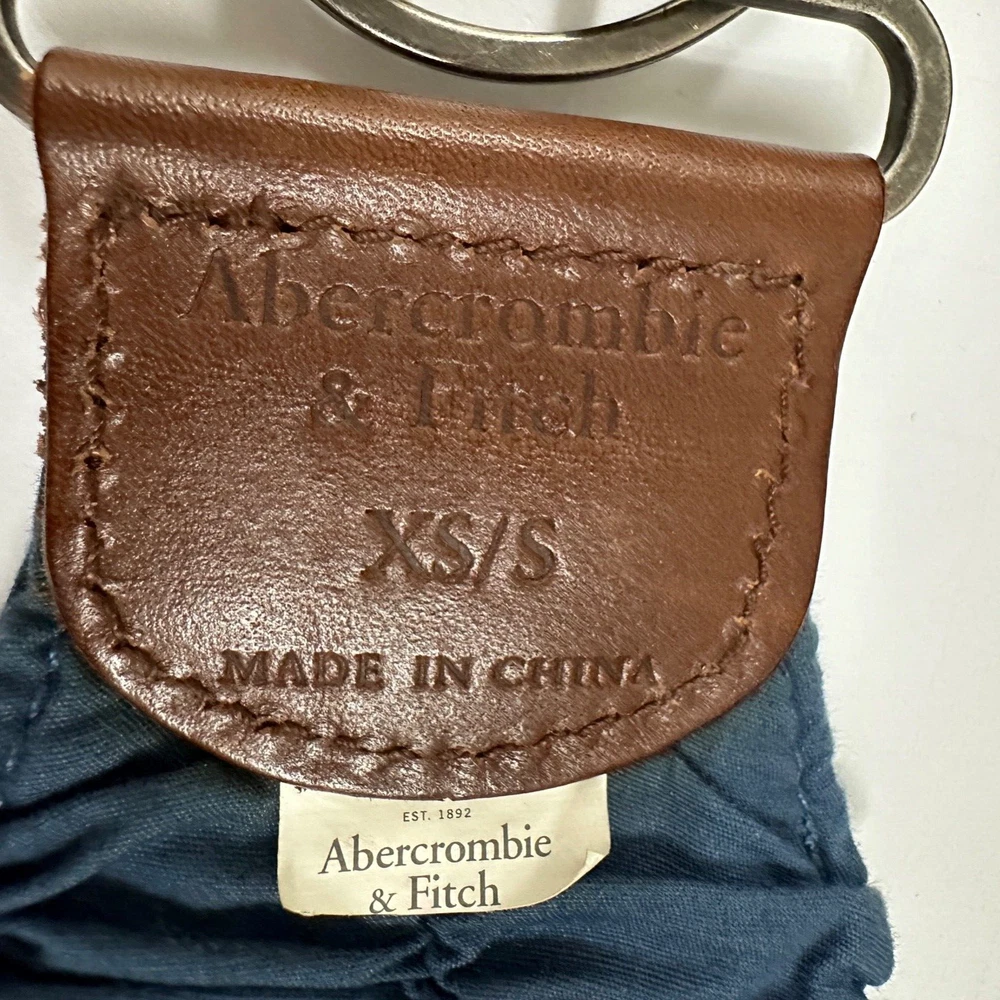 Abercrombie
& Fitch
XS/S
MADE IN CHINA
EST. 1892
Abercrombie
& Fitch